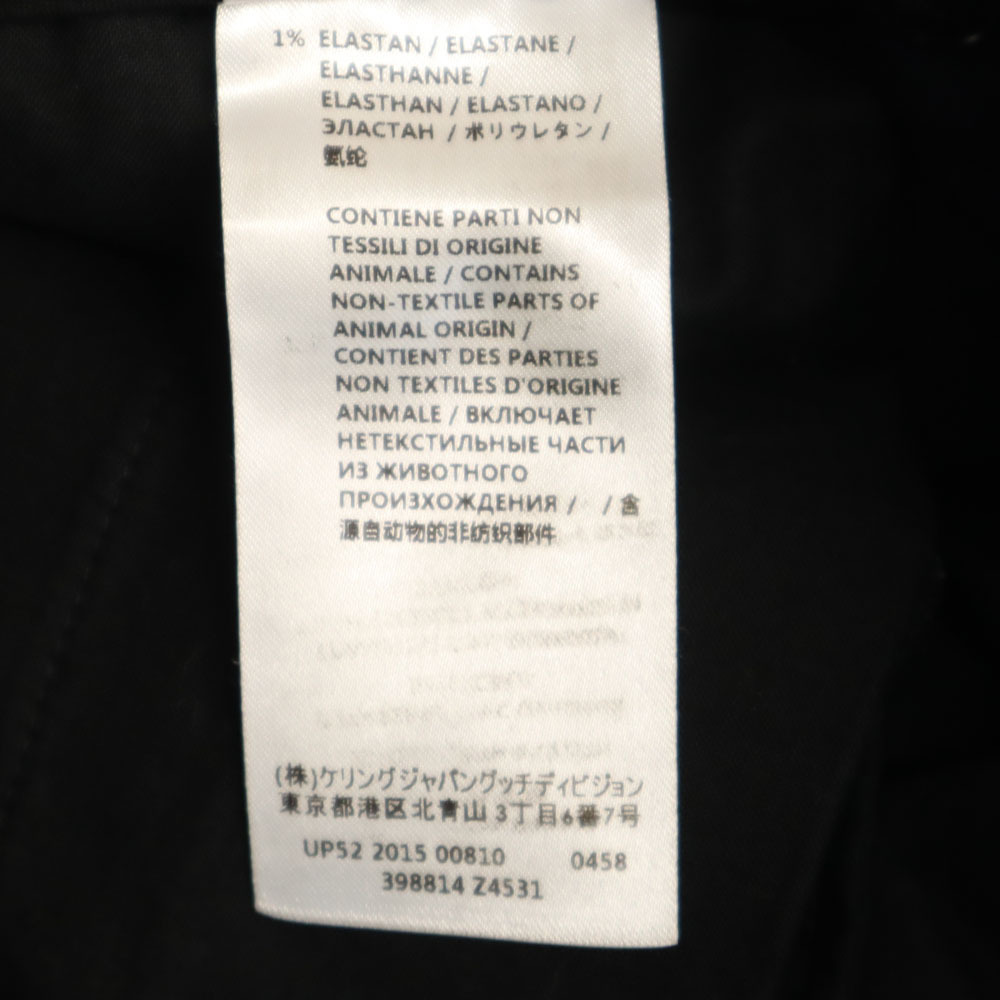 1% ELASTAN / ELASTANE /
ELASTHANNE /
ELASTHAN / ELASTANO /
ЭЛАСТАН / ポリウレタン /
氨纶
CONTIENE PARTI NON
TESSILI DI ORIGINE
ANIMALE / CONTAINS
NON-TEXTILE PARTS OF
ANIMAL ORIGIN /
CONTIENT DES PARTIES
NON TEXTILES D'ORIGINE
ANIMALE / ВКЛЮЧАЕТ
НЕТЕКСТИЛЬНЫЕ ЧАСТИ
ИЗ ЖИВОТНОГО
ПРОИЗХОЖДЕНИЯ / / 含
源自动物的非纺织部件
(株)ケリングジャパングッチディビジョン
東京都港区北青山 3丁目6番7号
UP52 2015 00810 0458
398814 Z4531